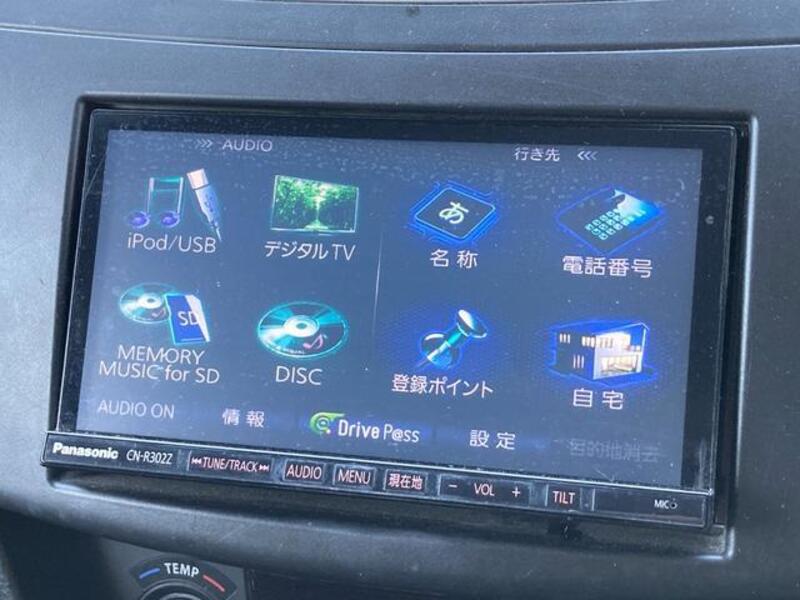 >>> AUDIO
行き先 <<<
iPod/USB
デジタルTV
あ
名称
電話番号
SD
MEMORY
MUSIC for SD
DISC
登録ポイント
自宅
AUDIO ON
情報
Drive P@ss
設定
目的地消去
Panasonic CN-R302Z
TUNE/TRACK
AUDIO
MENU
現在地
− VOL +
TILT
MIC
TEMP